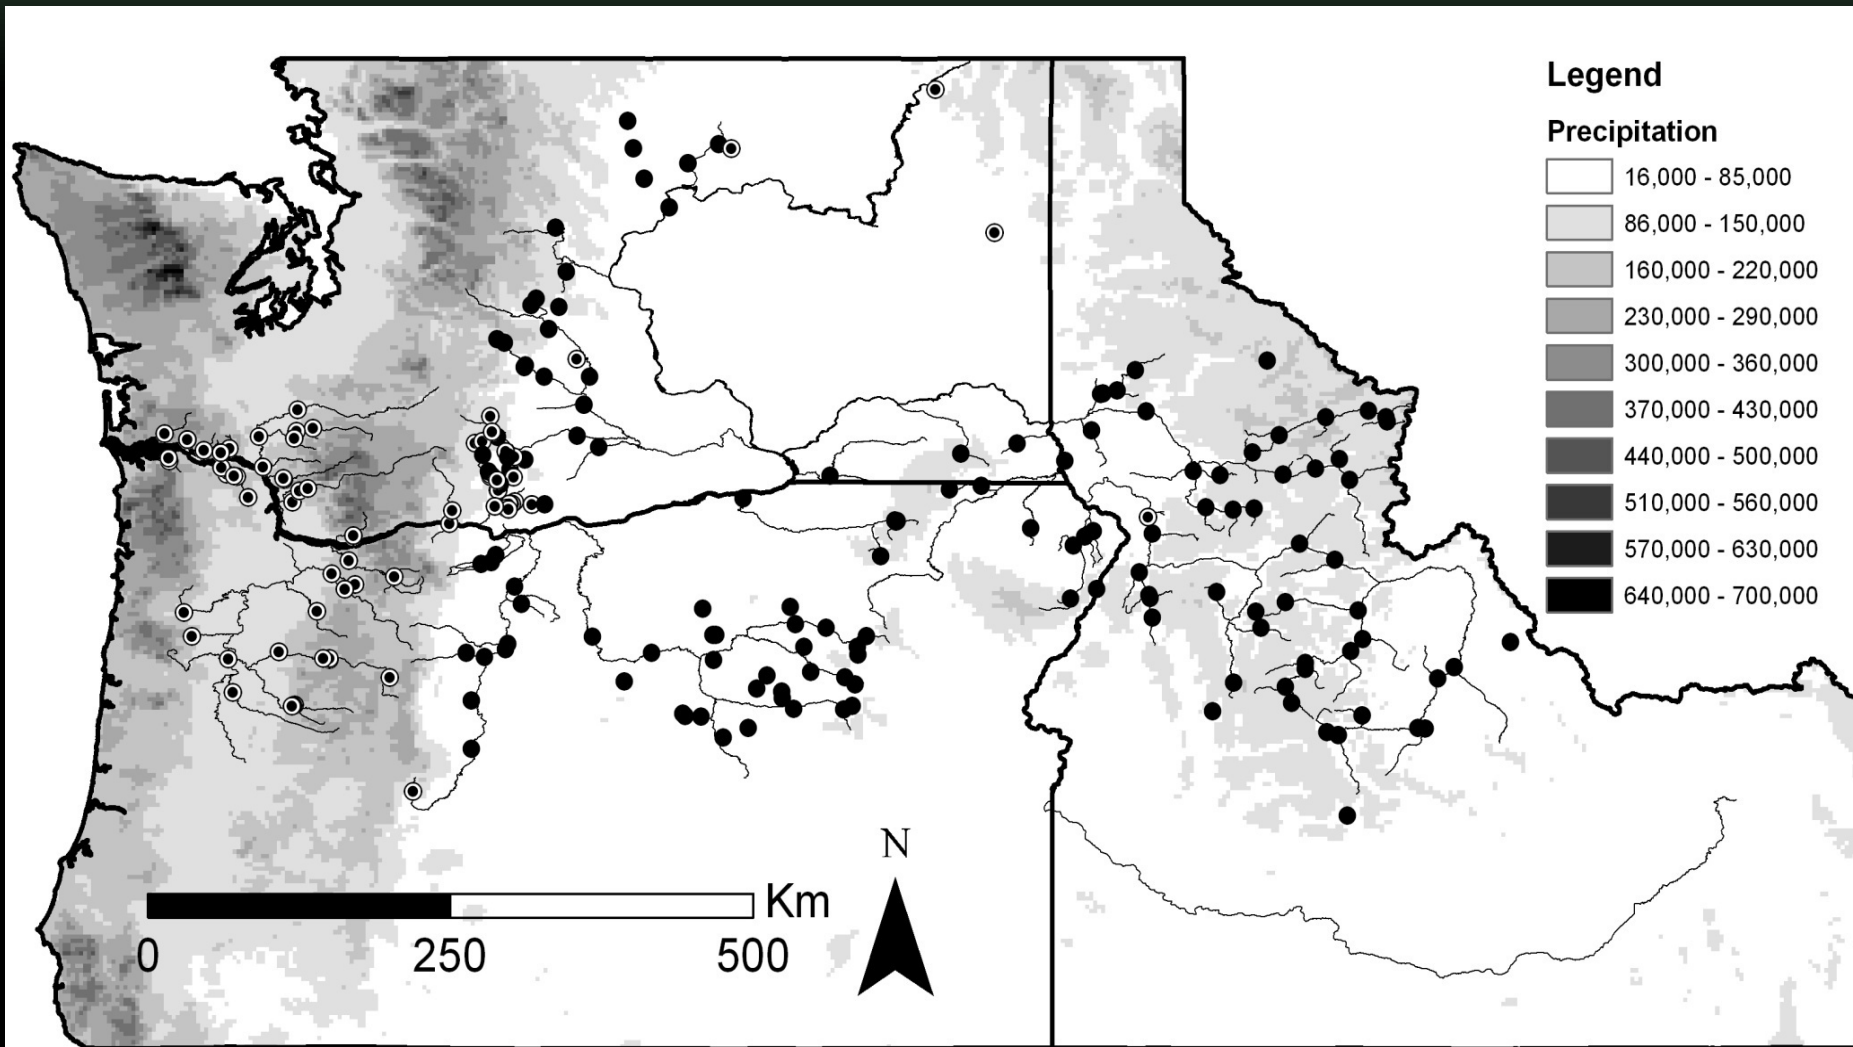 Legend
Precipitation
16,000 - 85,000
86,000 - 150,000
160,000 - 220,000
230,000 - 290,000
300,000 - 360,000
370,000 - 430,000
440,000 - 500,000
510,000 - 560,000
570,000 - 630,000
640,000 - 700,000
N
Km
0 250 500